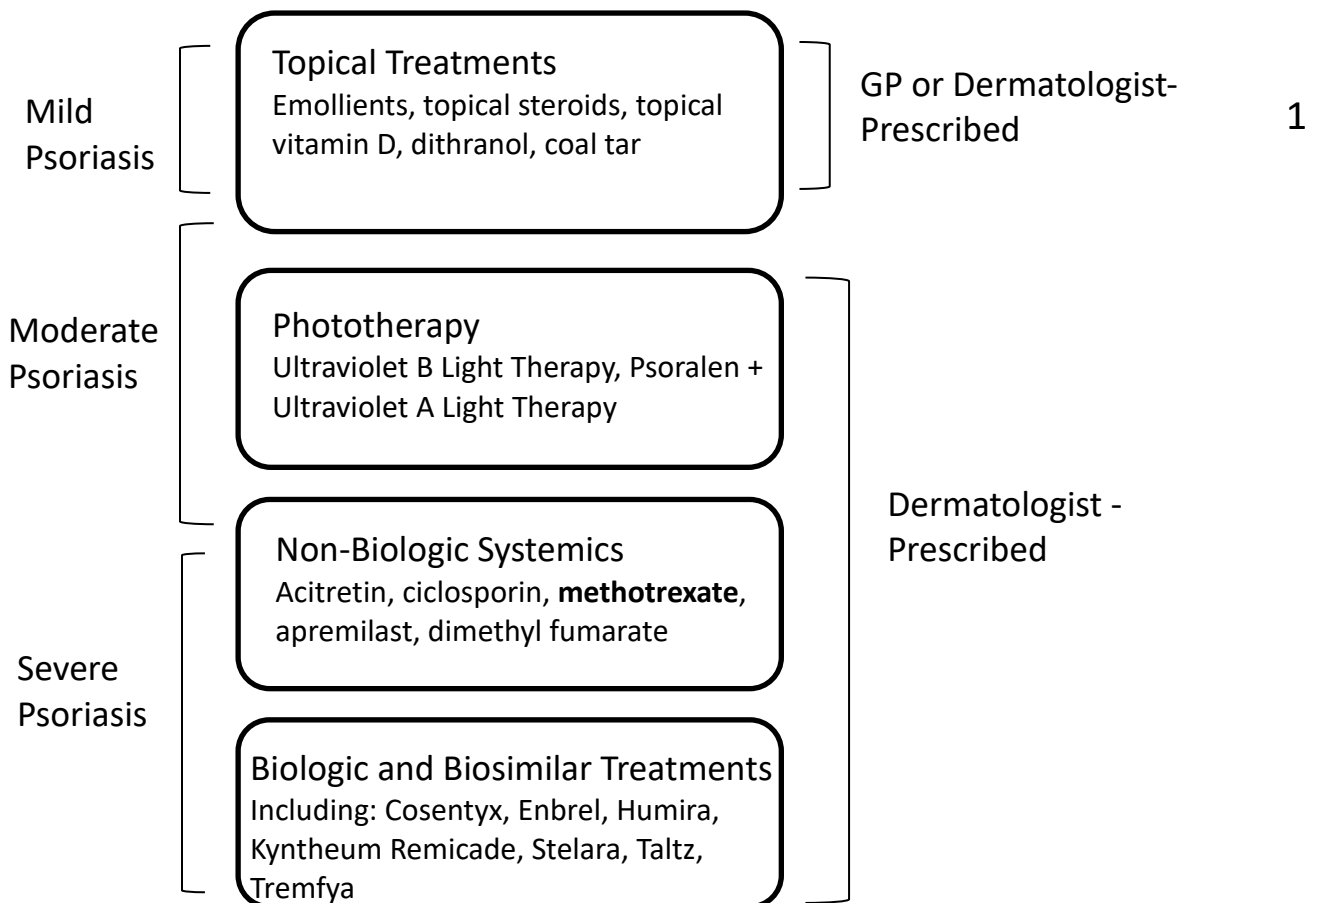 Mild
Psoriasis
Topical Treatments
Emollients, topical steroids, topical
vitamin D, dithranol, coal tar
GP or Dermatologist-
Prescribed
1
Moderate
Psoriasis
Phototherapy
Ultraviolet B Light Therapy, Psoralen +
Ultraviolet A Light Therapy
Non-Biologic Systemics
Acitretin, ciclosporin, methotrexate,
apremilast, dimethyl fumarate
Dermatologist -
Prescribed
Severe
Psoriasis
Biologic and Biosimilar Treatments
Including: Cosentyx, Enbrel, Humira,
Kyntheum Remicade, Stelara, Taltz,
Tremfya